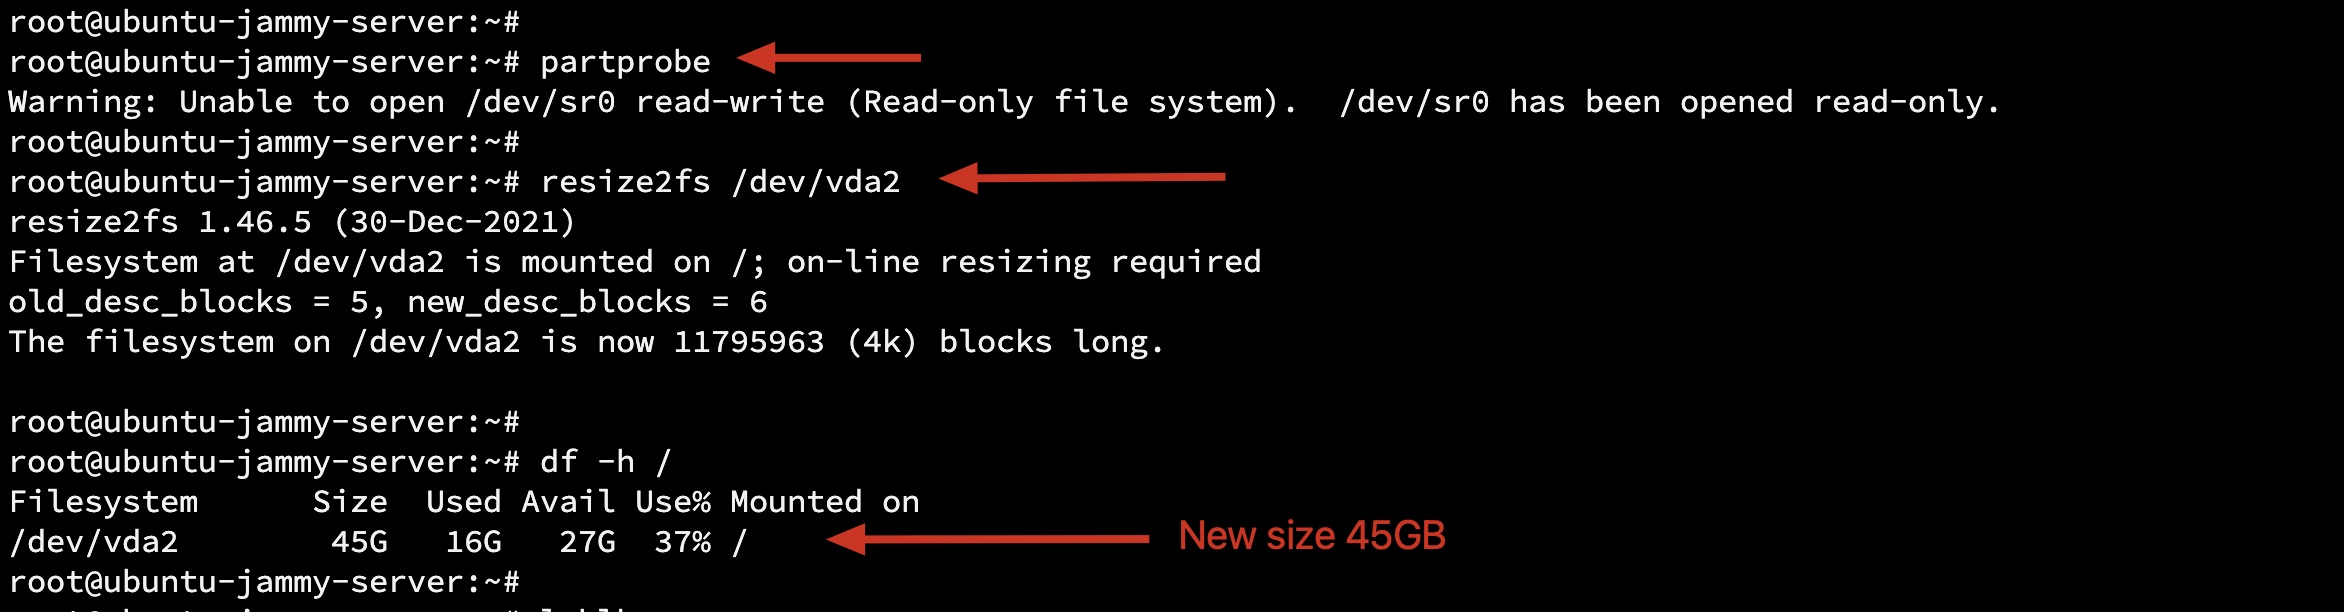 root@ubuntu-jammy-server:~#
root@ubuntu-jammy-server:~# partprobe
Warning: Unable to open /dev/sr0 read-write (Read-only file system).  /dev/sr0 has been opened read-only.
root@ubuntu-jammy-server:~#
root@ubuntu-jammy-server:~# resize2fs /dev/vda2
resize2fs 1.46.5 (30-Dec-2021)
Filesystem at /dev/vda2 is mounted on /; on-line resizing required
old_desc_blocks = 5, new_desc_blocks = 6
The filesystem on /dev/vda2 is now 11795963 (4k) blocks long.
root@ubuntu-jammy-server:~#
root@ubuntu-jammy-server:~# df -h /
Filesystem      Size  Used Avail Use% Mounted on
/dev/vda2        45G   16G   27G  37% / New size 45GB
root@ubuntu-jammy-server:~#